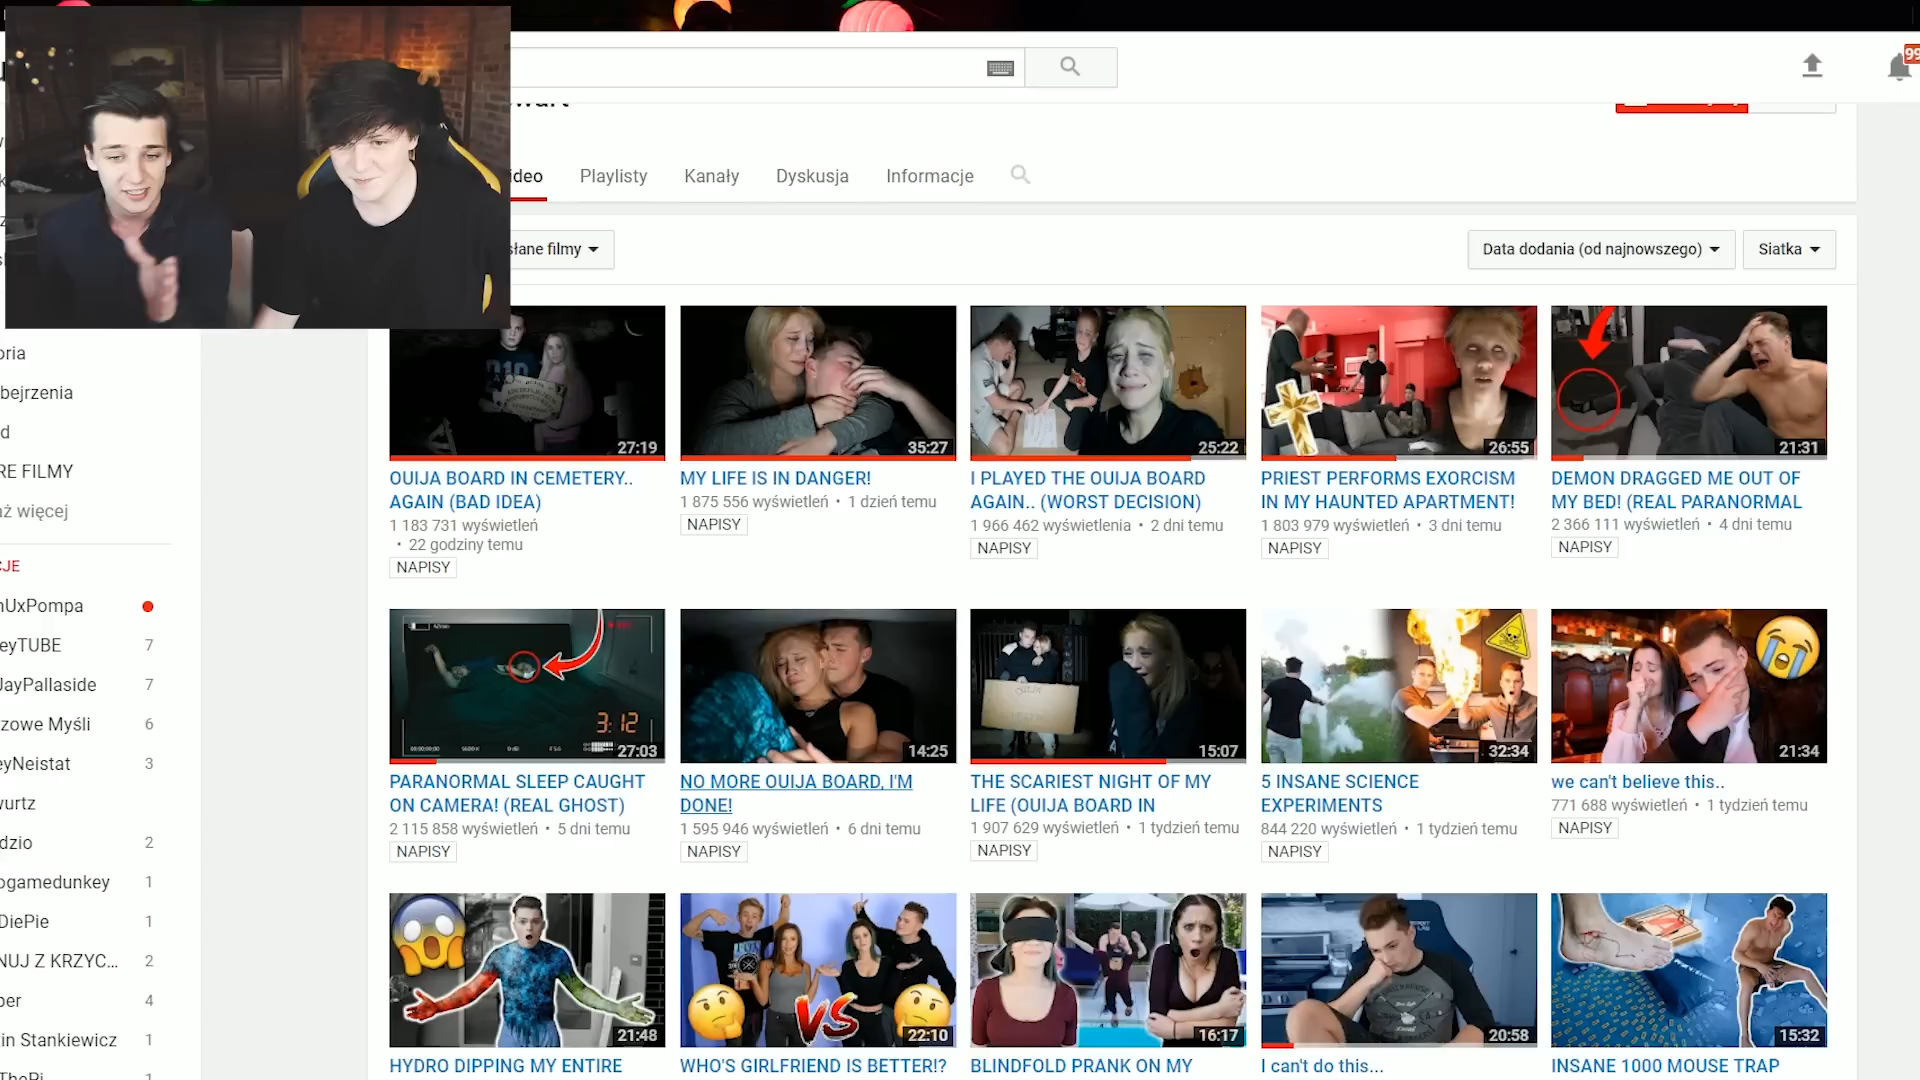 99
Playlisty
Kanały
Dyskusja
Informacje
słane filmy
Data dodania (od najnowszego)
Siatka
27:19
OUIJA BOARD IN CEMETERY..
AGAIN (BAD IDEA)
1 183 731 wyświetleń
• 22 godziny temu
NAPISY
35:27
MY LIFE IS IN DANGER!
1 875 556 wyświetleń • 1 dzień temu
NAPISY
25:22
I PLAYED THE OUIJA BOARD
AGAIN.. (WORST DECISION)
1 966 462 wyświetlenia • 2 dni temu
NAPISY
26:55
PRIEST PERFORMS EXORCISM
IN MY HAUNTED APARTMENT!
1 803 979 wyświetleń • 3 dni temu
NAPISY
21:31
DEMON DRAGGED ME OUT OF
MY BED! (REAL PARANORMAL
2 366 111 wyświetleń • 4 dni temu
NAPISY
oria
bejrzenia
d
RE FILMY
aż więcej
CJE
nUxPompa
eyTUBE 7
JayPallaside 7
zowe Myśli 6
eyNeistat 3
wurtz
dzio 2
ogamedunkey 1
DiePie 1
NUJ Z KRZYC... 2
per 4
in Stankiewicz 1
3:12
27:03
PARANORMAL SLEEP CAUGHT
ON CAMERA! (REAL GHOST)
2 115 858 wyświetleń • 5 dni temu
NAPISY
14:25
NO MORE OUIJA BOARD, I'M
DONE!
1 595 946 wyświetleń • 6 dni temu
NAPISY
15:07
THE SCARIEST NIGHT OF MY
LIFE (OUIJA BOARD IN
1 907 629 wyświetleń • 1 tydzień temu
NAPISY
32:34
5 INSANE SCIENCE
EXPERIMENTS
844 220 wyświetleń • 1 tydzień temu
NAPISY
21:34
we can't believe this..
771 688 wyświetleń • 1 tydzień temu
NAPISY
21:48
HYDRO DIPPING MY ENTIRE
VS
22:10
WHO'S GIRLFRIEND IS BETTER!?
16:17
BLINDFOLD PRANK ON MY
20:58
I can't do this...
15:32
INSANE 1000 MOUSE TRAP